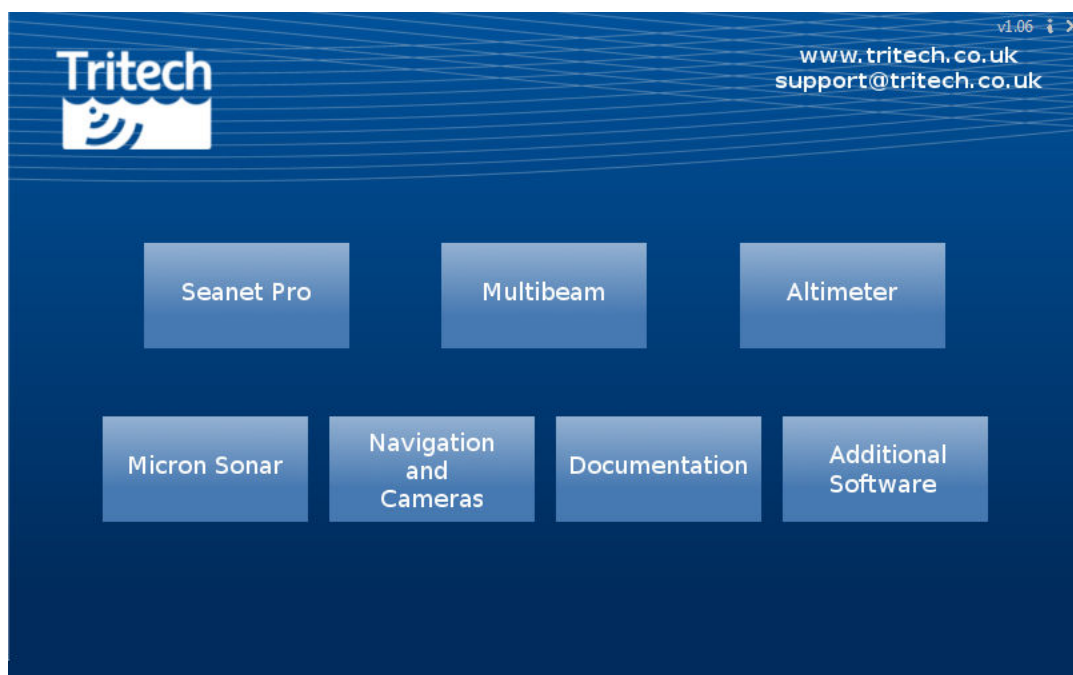 v1.06 i X
Tritech
www.tritech.co.uk
support@tritech.co.uk
Seanet Pro
Multibeam
Altimeter
Micron Sonar
Navigation
and
Cameras
Documentation
Additional
Software